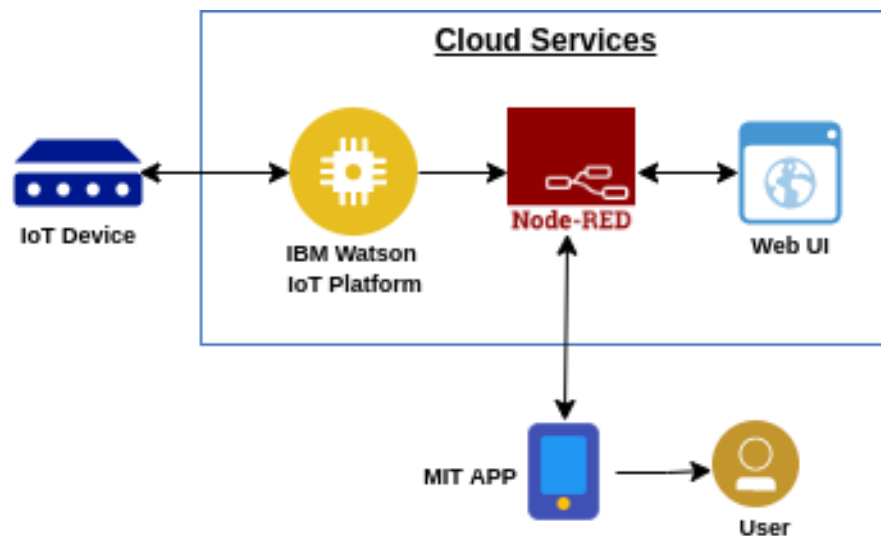 Cloud Services
IoT Device
IBM Watson
IoT Platform
Node-RED
Web UI
MIT APP
User